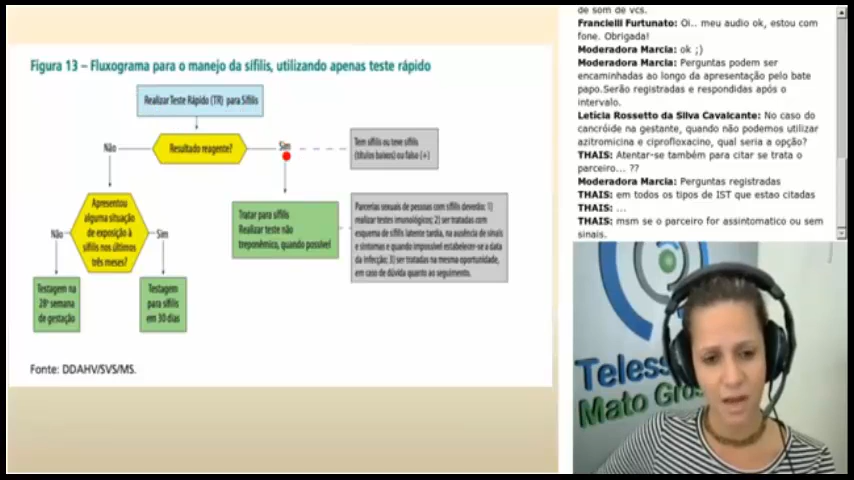 Figura 13 – Fluxograma para o manejo da sífilis, utilizando apenas teste rápido
Realizar Teste Rápido (TR) para Sífilis
Não
Resultado reagente?
Sim
Tem sífilis ou teve sífilis
(títulos baixos) ou falso (+)
Apresentou
alguma situação
de exposição à
sífilis nos últimos
três meses?
Não
Sim
Testagem na
28ª semana
de gestação
Testagem
para sífilis
em 30 dias
Tratar para sífilis
Realizar teste não
treponêmico, quando possível
Parcerias sexuais de pessoas com sífilis deverão: 1)
realizar testes imunológicos; 2) ser tratadas com
esquema de sífilis latente tardia, na ausência de sinais
e sintomas e quando impossível estabelecer-se a data
da infecção; 3) ser tratadas na mesma oportunidade,
em caso de dúvida quanto ao seguimento.
Fonte: DDAHV/SVS/MS.
de som de vcs.
Francielli Furtunato: Oi.. meu audio ok, estou com
fone. Obrigada!
Moderadora Marcia: ok ;)
Moderadora Marcia: Perguntas podem ser
encaminhadas ao longo da apresentação pelo bate
papo.Serão registradas e respondidas após o
intervalo.
Letícia Rossetto da Silva Cavalcante: No caso do
cancróide na gestante, quando não podemos utilizar
azitromicina e ciprofloxacino, qual seria a opção?
THAIS: Atentar-se também para citar se trata o
parceiro... ??
Moderadora Marcia: Perguntas registradas
THAIS: em todos os tipos de IST que estao citadas
THAIS: ...
THAIS: msm se o parceiro for assintomatico ou sem
sinais.
Teless
Mato Gros